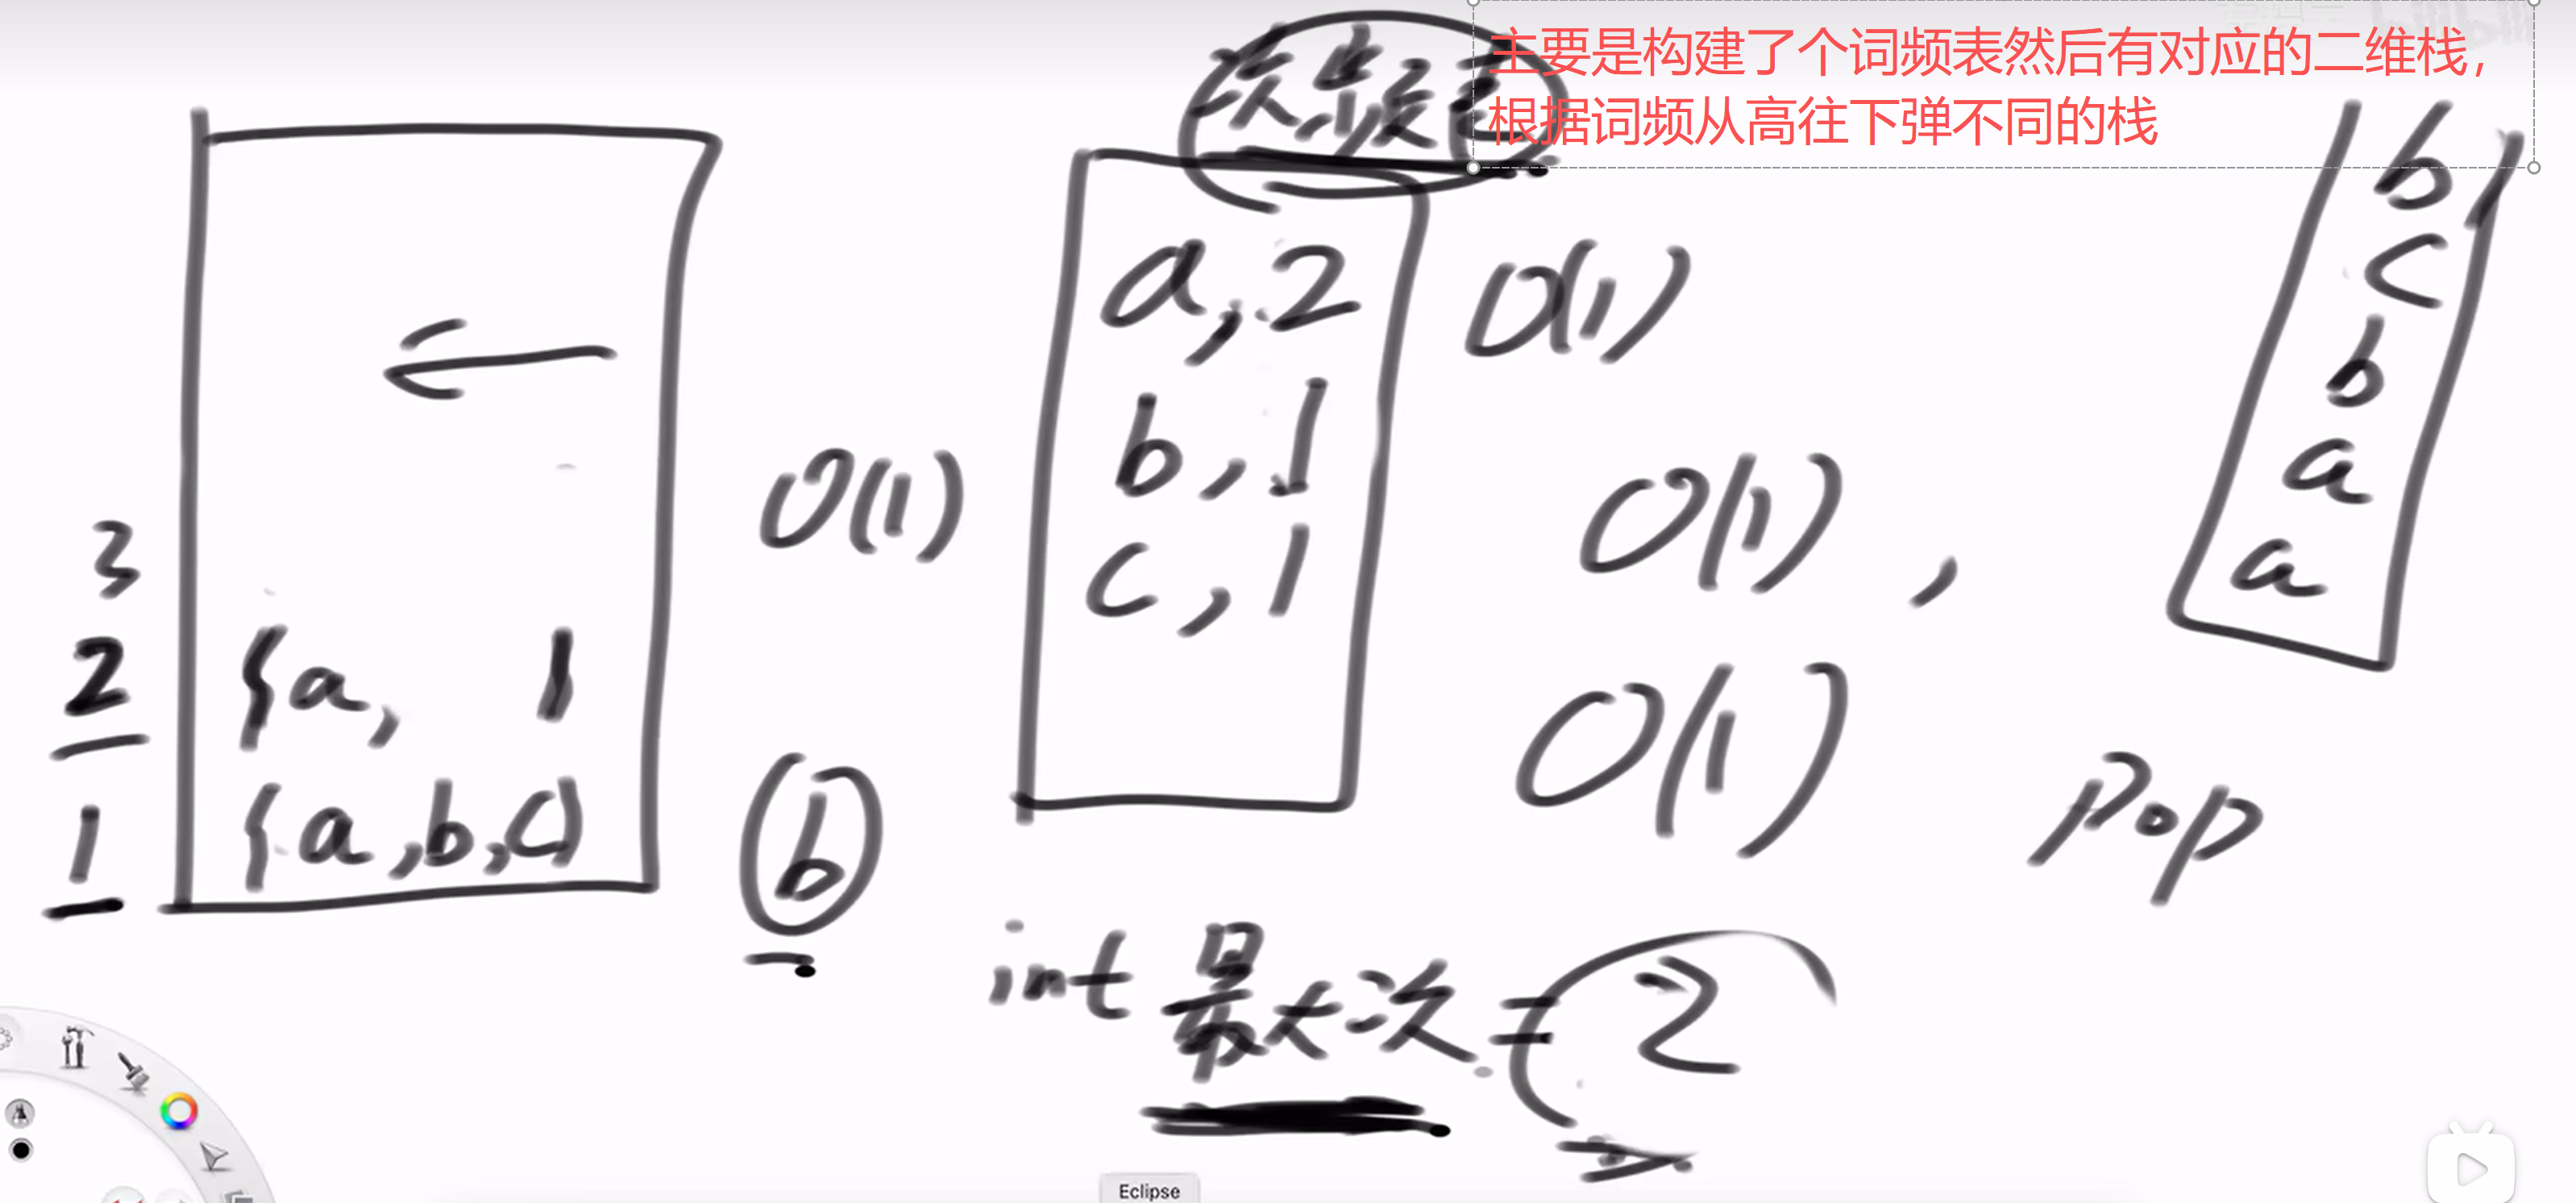 主要是构建了个词频表然后有对应的二维栈，
根据词频从高往下弹不同的栈
次频表
a,2
b,1
c,1
O(1)
O(1)
O(1),
O(1)
3
2 {a, }
1 {a,b,c}
b
b
c
b
a
a
pop
int 最大次 = 2
Eclipse